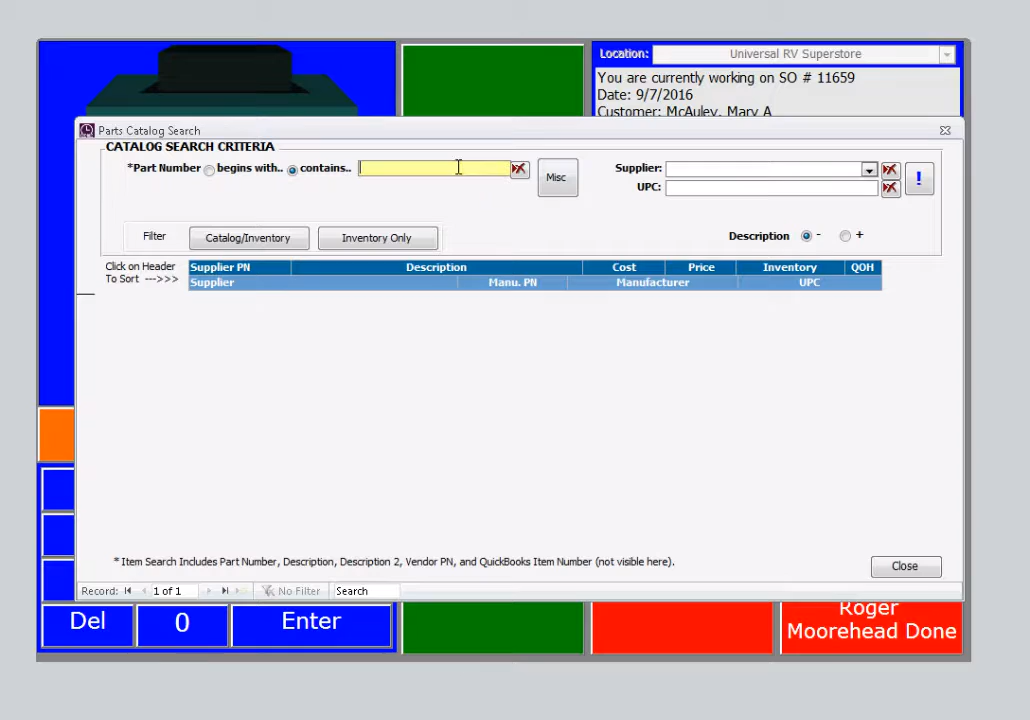 Location: Universal RV Superstore
You are currently working on SO # 11659
Date: 9/7/2016
Customer: McAuley, Mary A
Parts Catalog Search
CATALOG SEARCH CRITERIA
*Part Number begins with.. contains.. Misc Supplier: !
UPC:
Filter Catalog/Inventory Inventory Only Description - +
Click on Header Supplier PN Description Cost Price Inventory QOH
To Sort --->>> Supplier Manu. PN Manufacturer UPC
* Item Search Includes Part Number, Description, Description 2, Vendor PN, and QuickBooks Item Number (not visible here). Close
Record: 1 of 1 No Filter Search
Del 0 Enter Roger
Moorehead Done